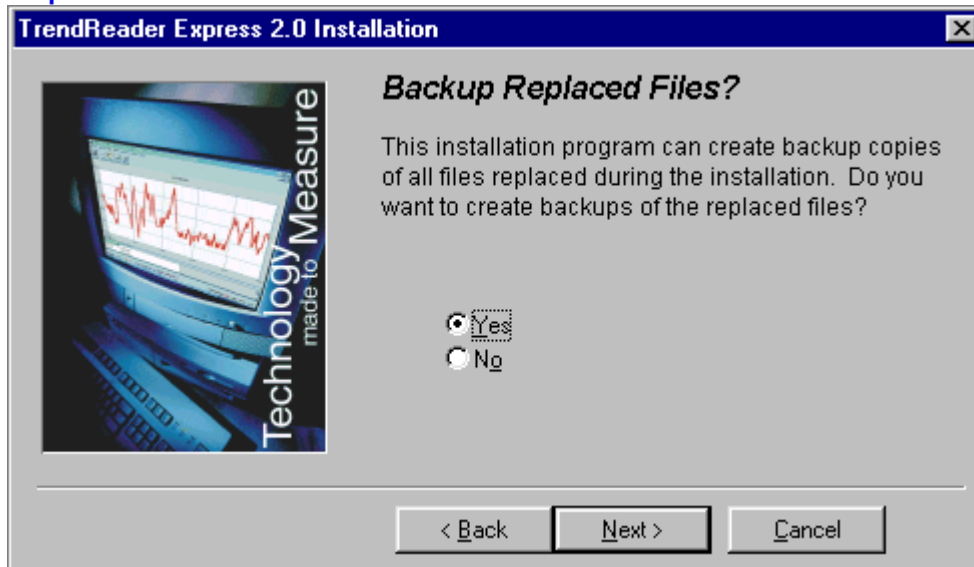 TrendReader Express 2.0 Installation
Backup Replaced Files?
This installation program can create backup copies
of all files replaced during the installation. Do you
want to create backups of the replaced files?
Technology
made to Measure
Yes
No
< Back
Next >
Cancel